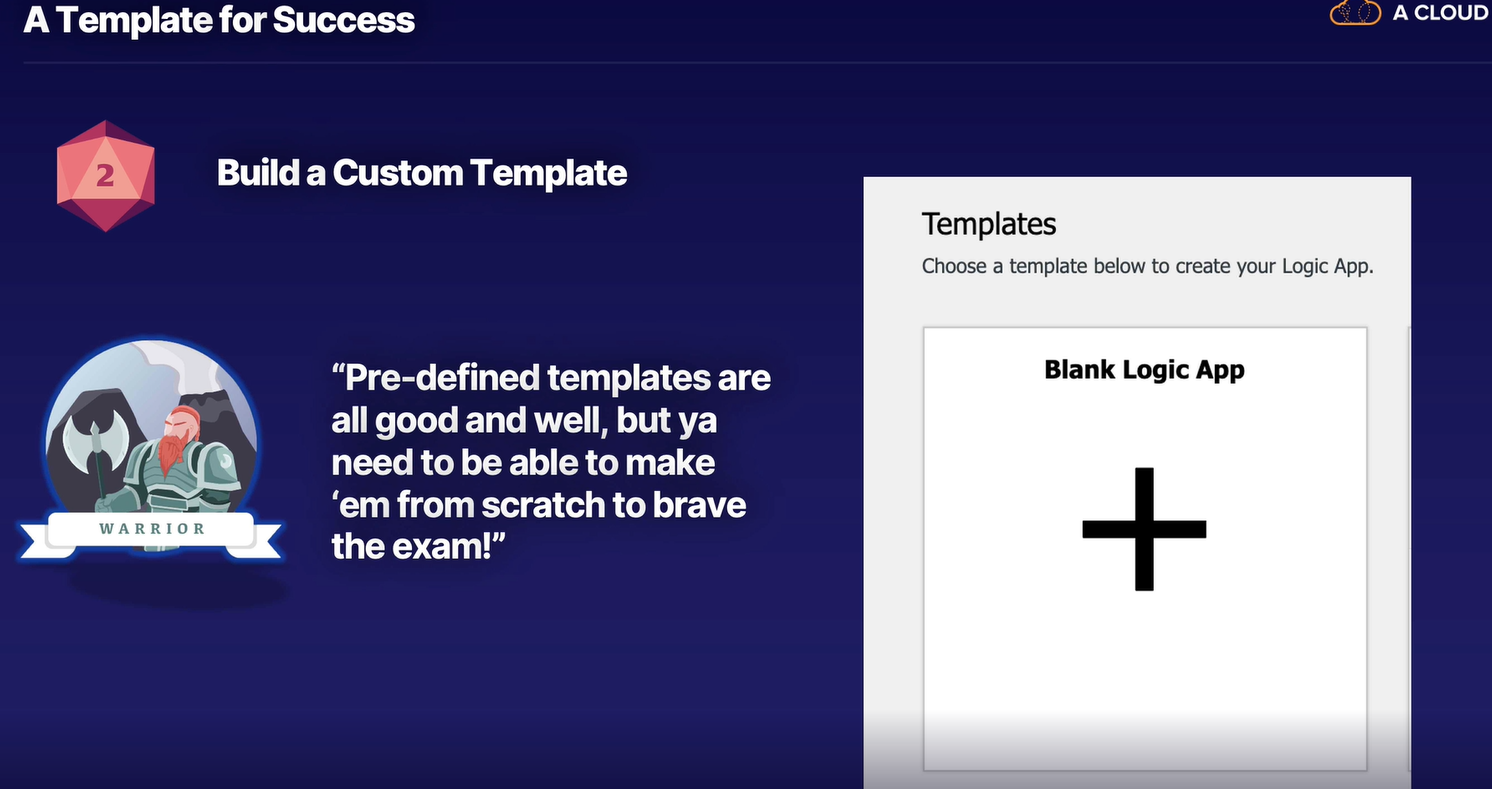 A Template for Success
A CLOUD
2
Build a Custom Template
Templates
Choose a template below to create your Logic App.
Blank Logic App
“Pre-defined templates are
all good and well, but ya
need to be able to make
‘em from scratch to brave
the exam!”
WARRIOR